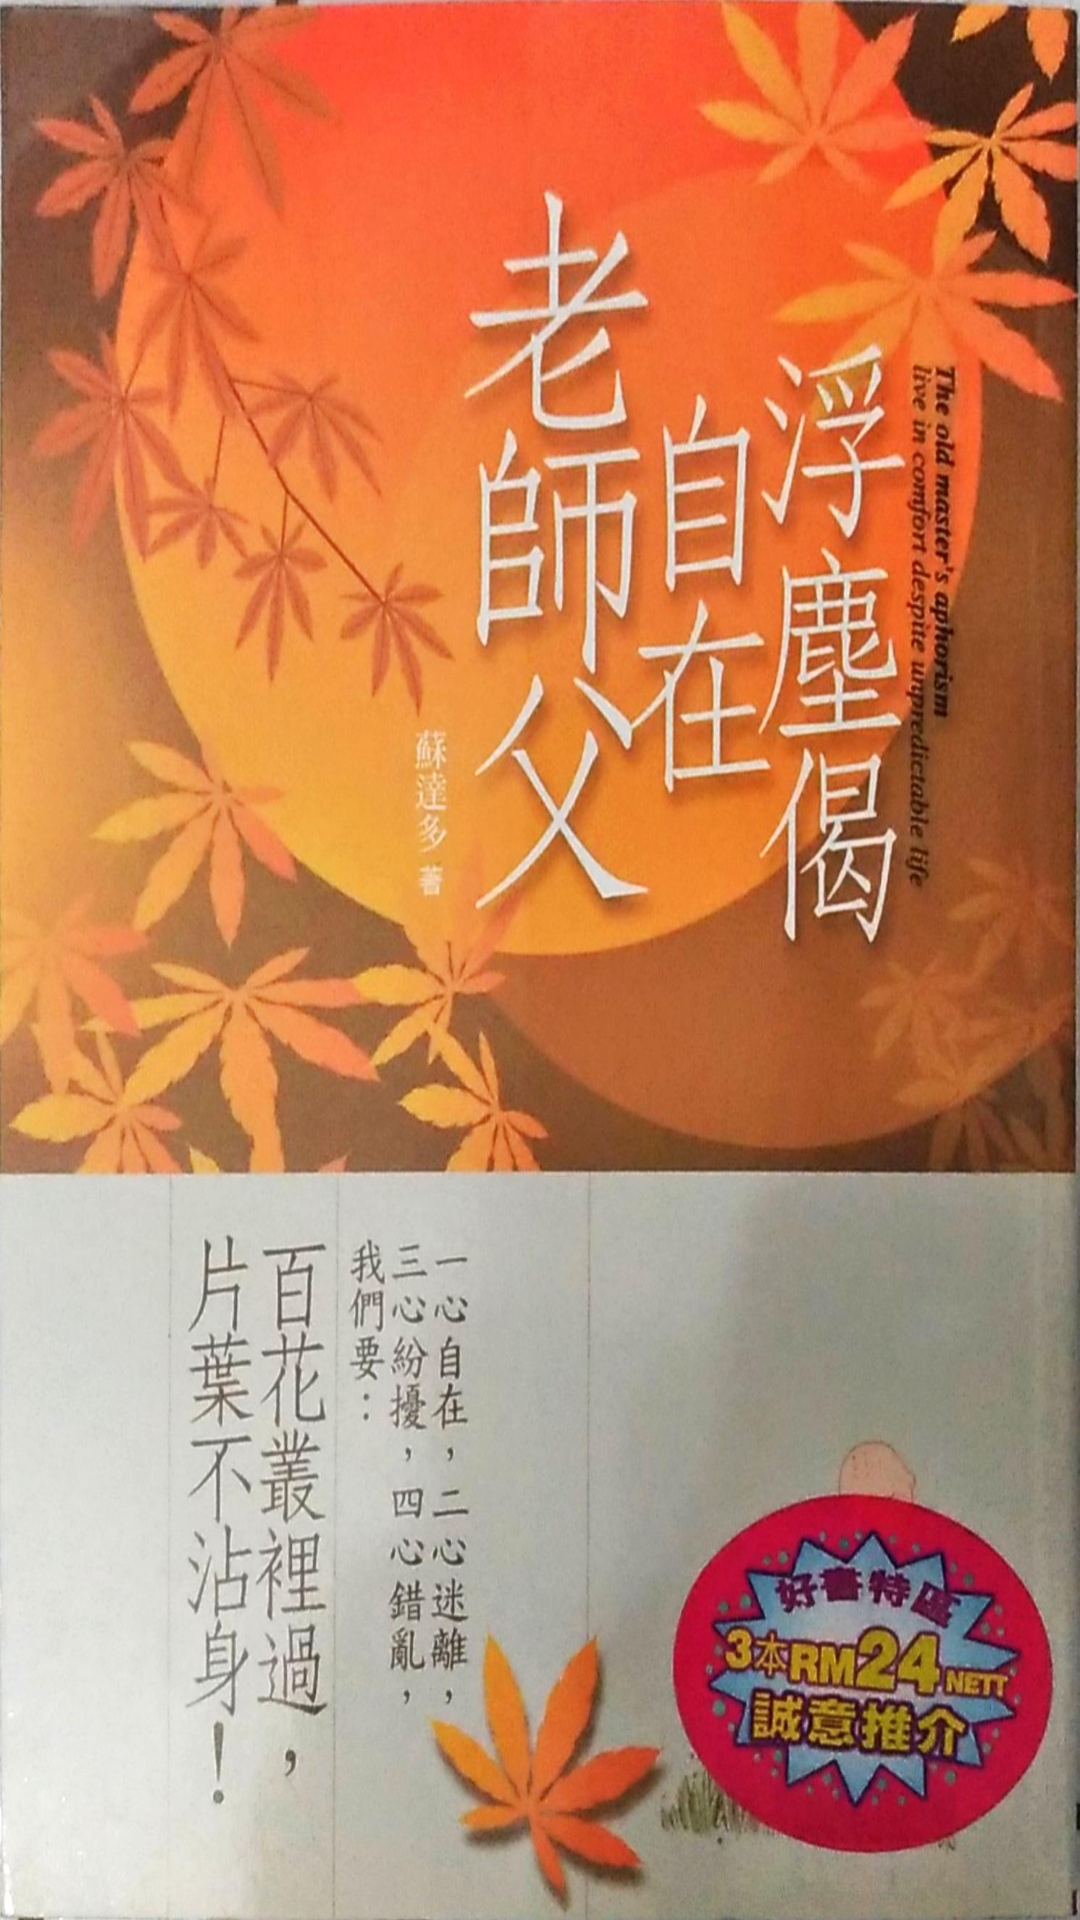 The old master's aphorism
live in comfort despite unpredictable life
浮塵偈
自在
老師父
蘇達多 著
一心自在，二心迷離，
三心紛擾，四心錯亂，
我們要：
百花叢裡過，
片葉不沾身！
好書特區
3本RM24NETT
誠意推介